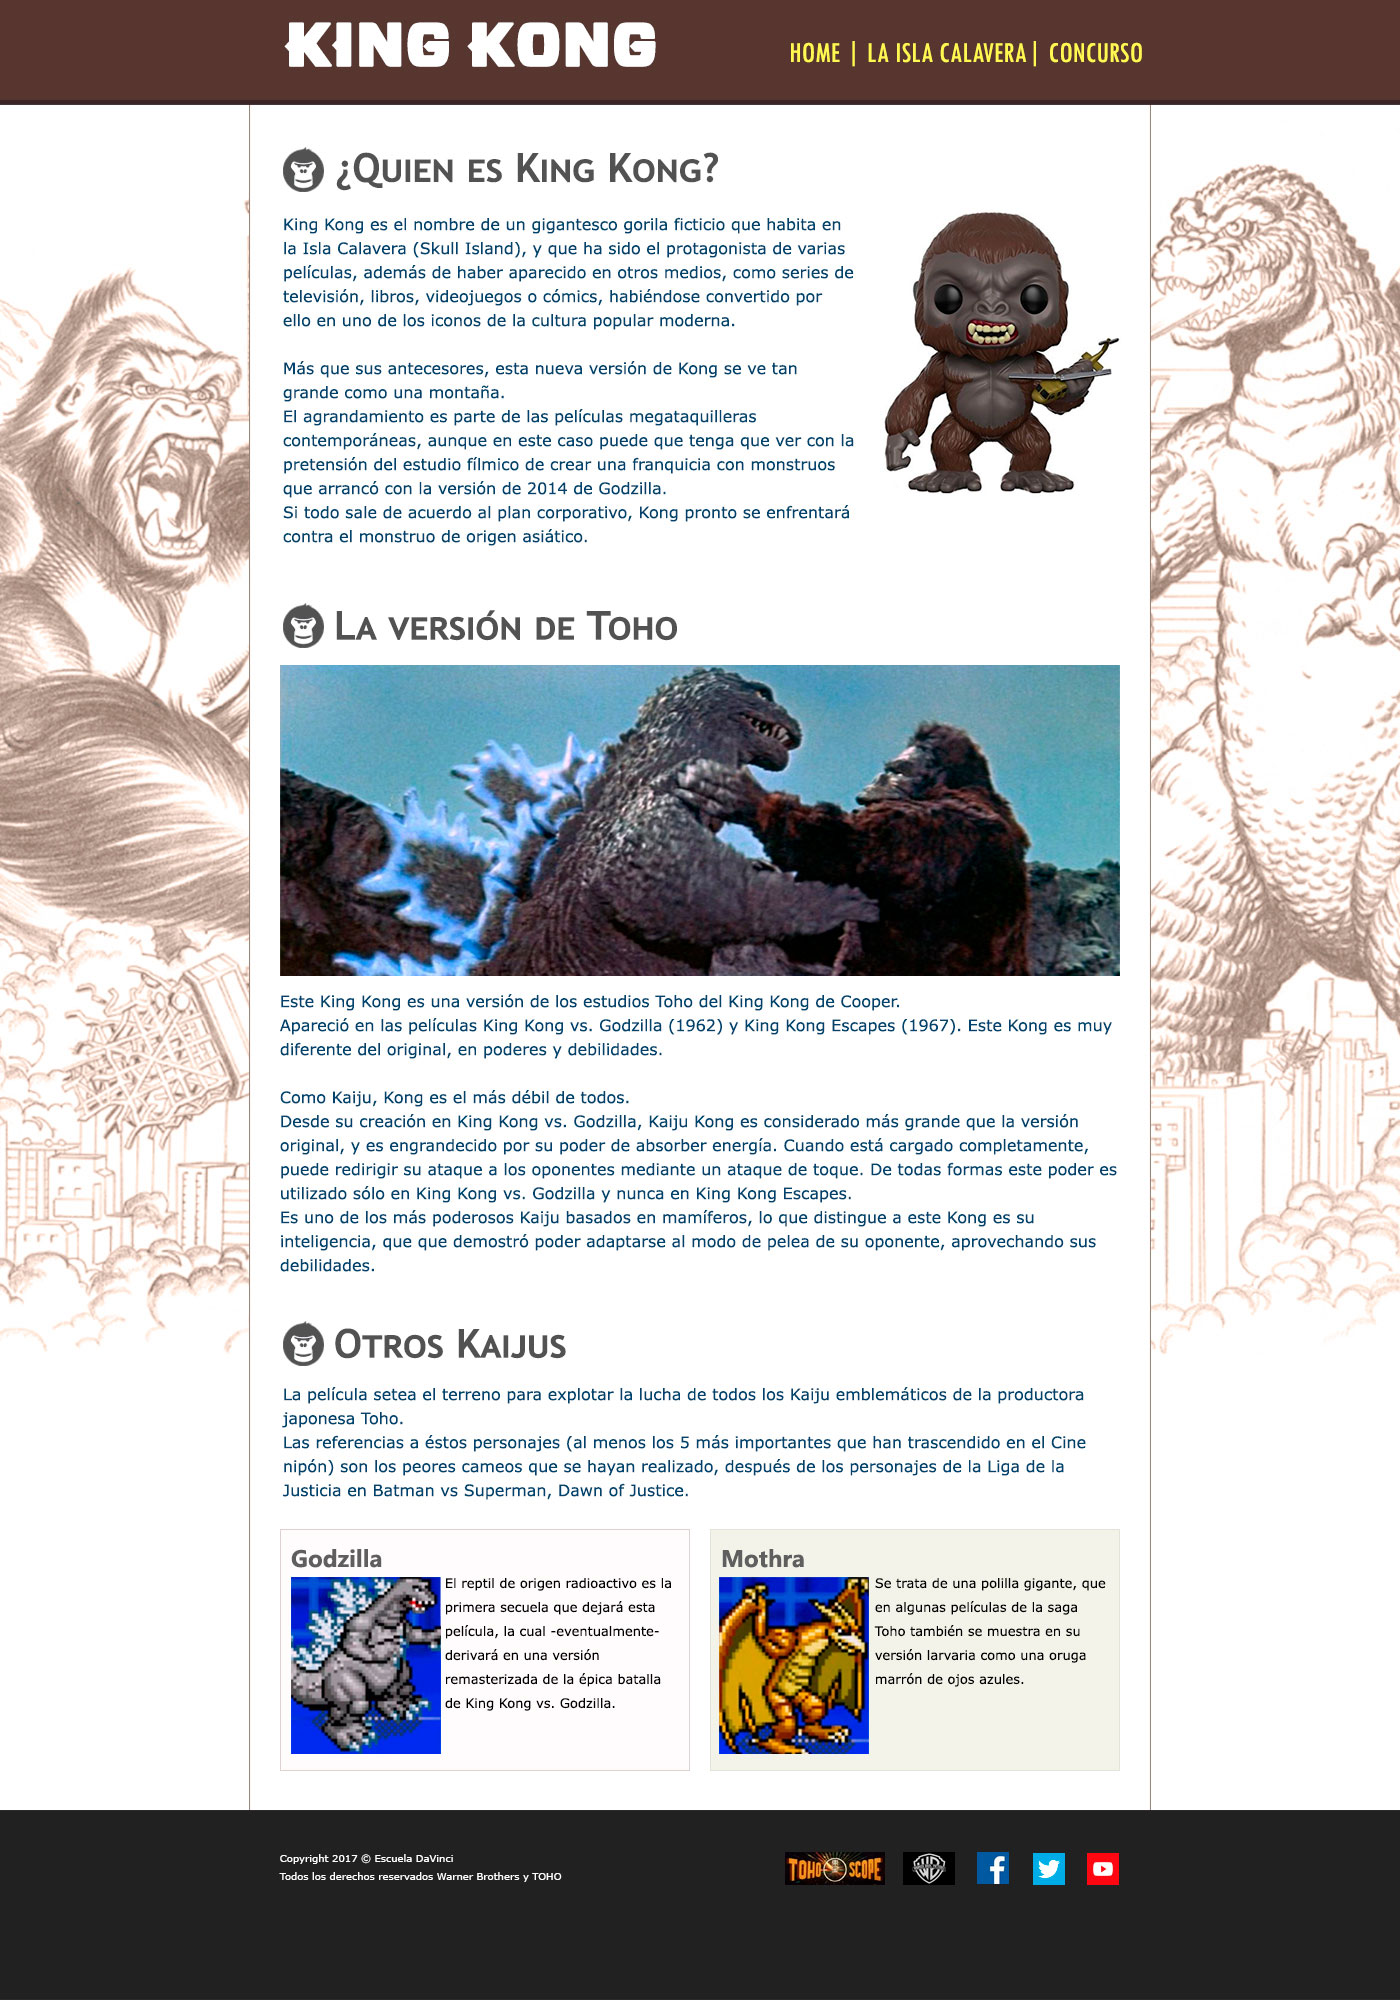 KING KONG
HOME | LA ISLA CALAVERA | CONCURSO
¿Quien es King Kong?
King Kong es el nombre de un gigantesco gorila ficticio que habita en
la Isla Calavera (Skull Island), y que ha sido el protagonista de varias
películas, además de haber aparecido en otros medios, como series de
televisión, libros, videojuegos o cómics, habiéndose convertido por
ello en uno de los iconos de la cultura popular moderna.
Más que sus antecesores, esta nueva versión de Kong se ve tan
grande como una montaña.
El agrandamiento es parte de las películas megataquilleras
contemporáneas, aunque en este caso puede que tenga que ver con la
pretensión del estudio fílmico de crear una franquicia con monstruos
que arrancó con la versión de 2014 de Godzilla.
Si todo sale de acuerdo al plan corporativo, Kong pronto se enfrentará
contra el monstruo de origen asiático.
La versión de Toho
Este King Kong es una versión de los estudios Toho del King Kong de Cooper.
Apareció en las películas King Kong vs. Godzilla (1962) y King Kong Escapes (1967). Este Kong es muy
diferente del original, en poderes y debilidades.
Como Kaiju, Kong es el más débil de todos.
Desde su creación en King Kong vs. Godzilla, Kaiju Kong es considerado más grande que la versión
original, y es engrandecido por su poder de absorber energía. Cuando está cargado completamente,
puede redirigir su ataque a los oponentes mediante un ataque de toque. De todas formas este poder es
utilizado sólo en King Kong vs. Godzilla y nunca en King Kong Escapes.
Es uno de los más poderosos Kaiju basados en mamíferos, lo que distingue a este Kong es su
inteligencia, que que demostró poder adaptarse al modo de pelea de su oponente, aprovechando sus
debilidades.
Otros Kaijus
La película setea el terreno para explotar la lucha de todos los Kaiju emblemáticos de la productora
japonesa Toho.
Las referencias a éstos personajes (al menos los 5 más importantes que han trascendido en el Cine
nipón) son los peores cameos que se hayan realizado, después de los personajes de la Liga de la
Justicia en Batman vs Superman, Dawn of Justice.
Godzilla
El reptil de origen radioactivo es la
primera secuela que dejará esta
película, la cual -eventualmente-
derivará en una versión
remasterizada de la épica batalla
de King Kong vs. Godzilla.
Mothra
Se trata de una polilla gigante, que
en algunas películas de la saga
Toho también se muestra en su
versión larvaria como una oruga
marrón de ojos azules.
Copyright 2017 © Escuela DaVinci
Todos los derechos reservados Warner Brothers y TOHO
TOHO SCOPE
WB
f